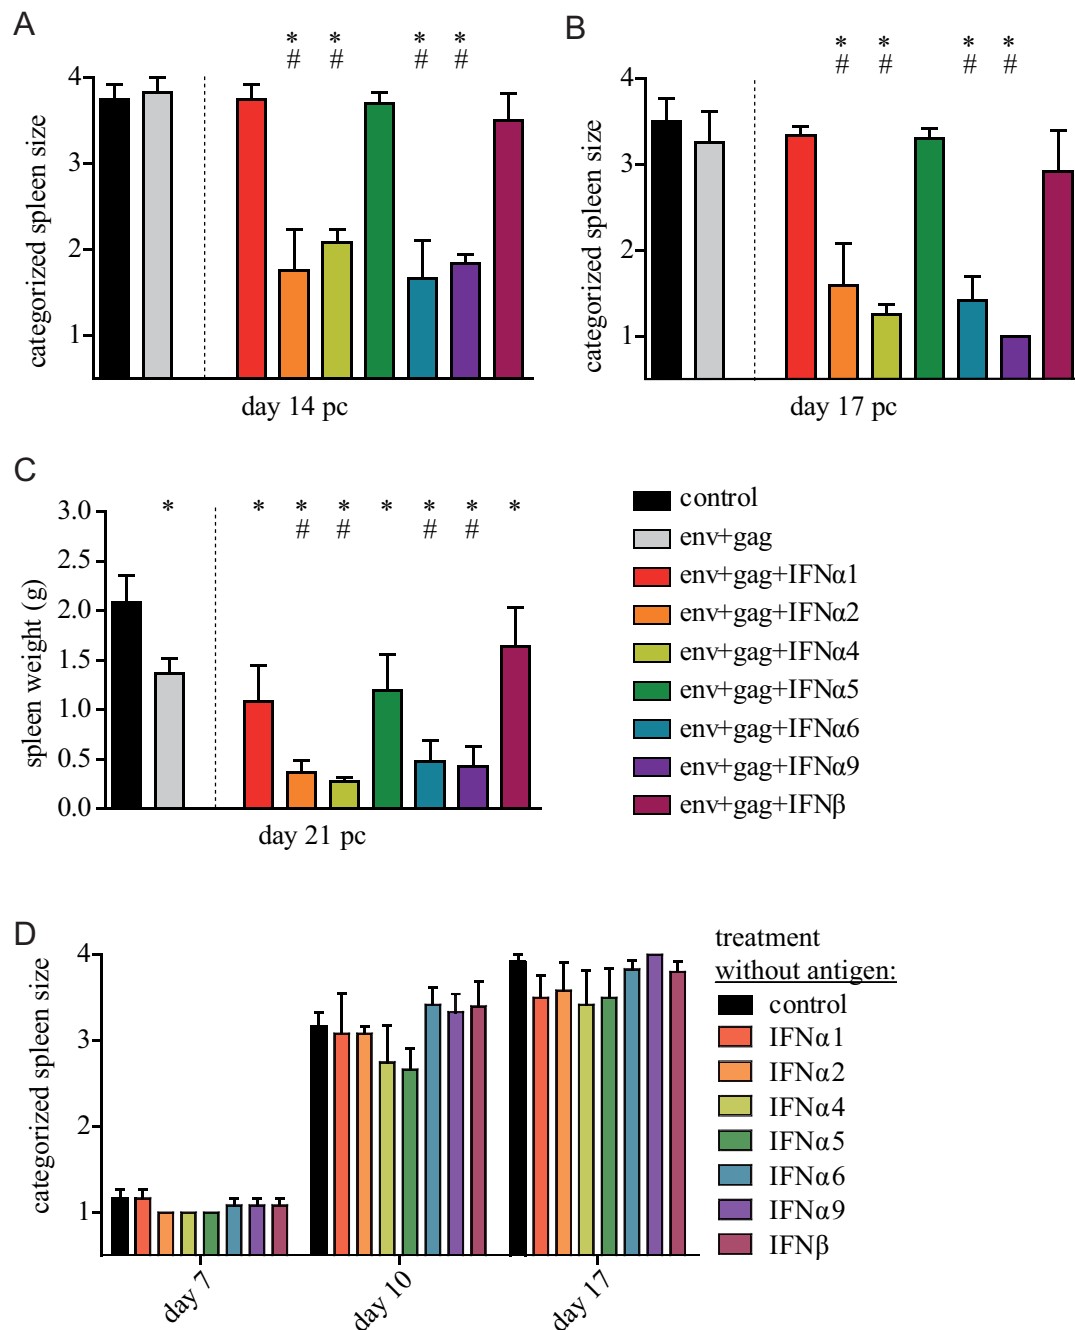 A
* * * *
# # # #
categorized spleen size
4
3
2
1
day 14 pc
B
* * * *
# # # #
categorized spleen size
4
3
2
1
day 17 pc
C
* * * * * * * *
# # # #
spleen weight (g)
3.0
2.5
2.0
1.5
1.0
0.5
0.0
day 21 pc
control
env+gag
env+gag+IFNα1
env+gag+IFNα2
env+gag+IFNα4
env+gag+IFNα5
env+gag+IFNα6
env+gag+IFNα9
env+gag+IFNβ
D
categorized spleen size
4
3
2
1
day 7
day 10
day 17
treatment
without antigen:
control
IFNα1
IFNα2
IFNα4
IFNα5
IFNα6
IFNα9
IFNβ